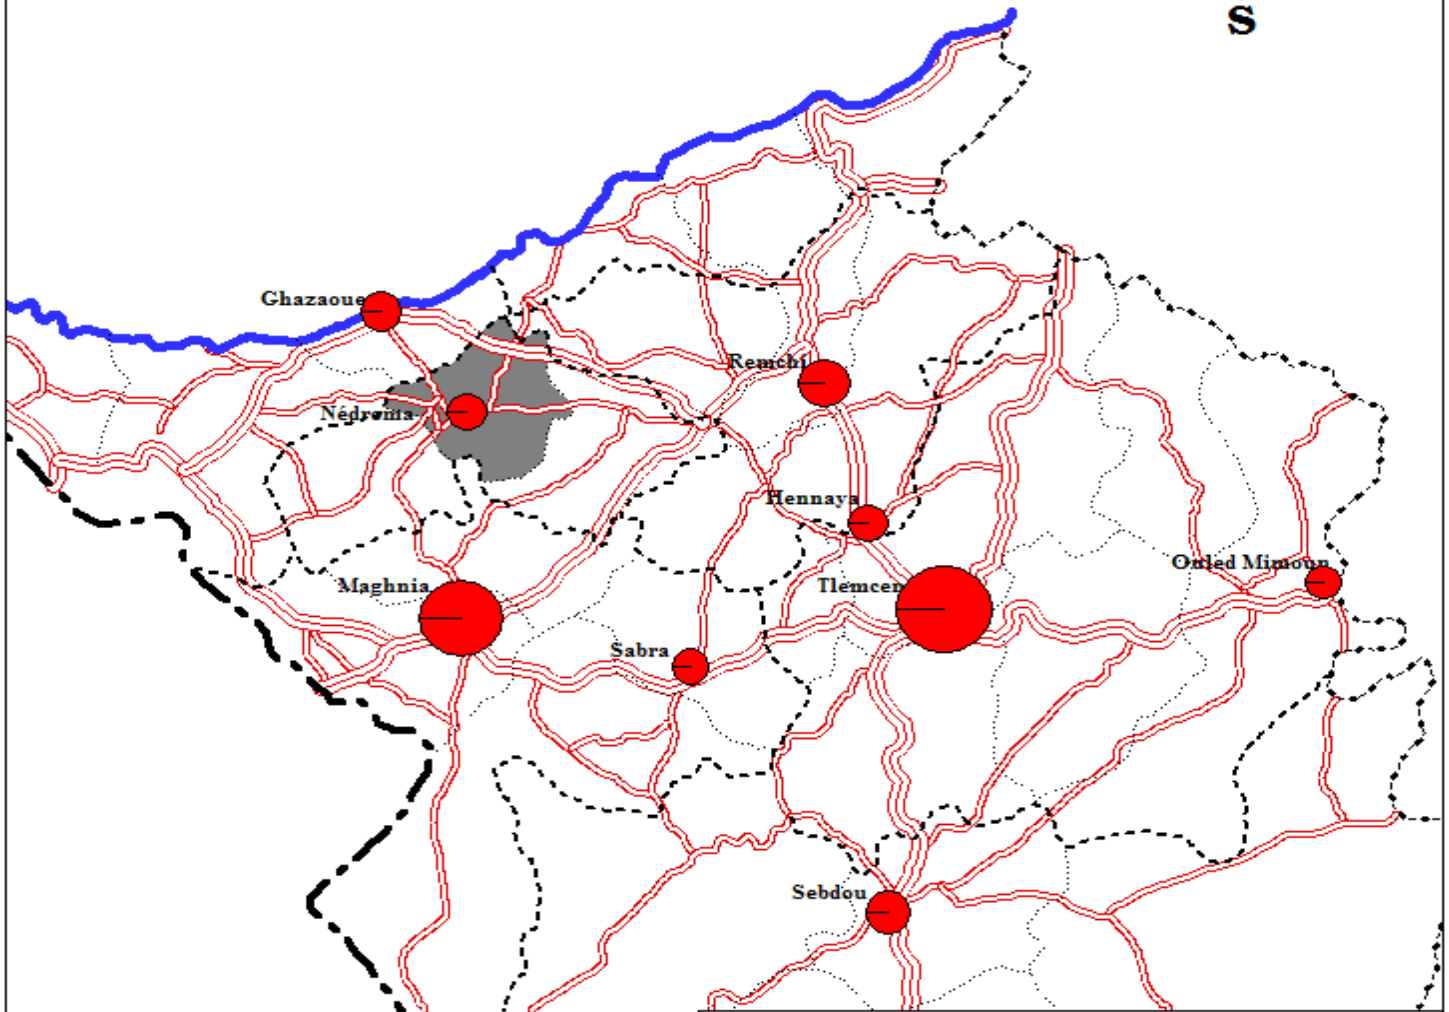 S
Ghazaoue
Remchi
Nédroma
Hennaya
Ouled Mimoun
Maghnia
Tlemcen
Sabra
Sebdou